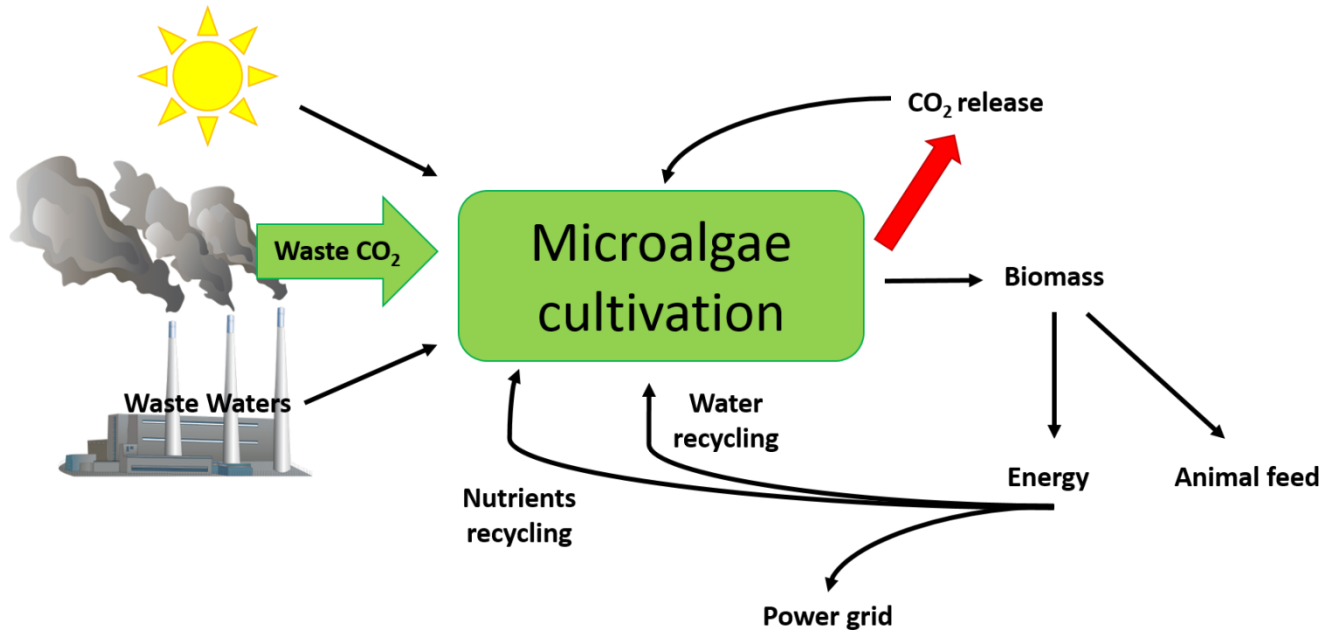 CO₂ release
Waste CO₂
Microalgae
cultivation
Biomass
Waste Waters
Water
recycling
Nutrients
recycling
Energy
Animal feed
Power grid